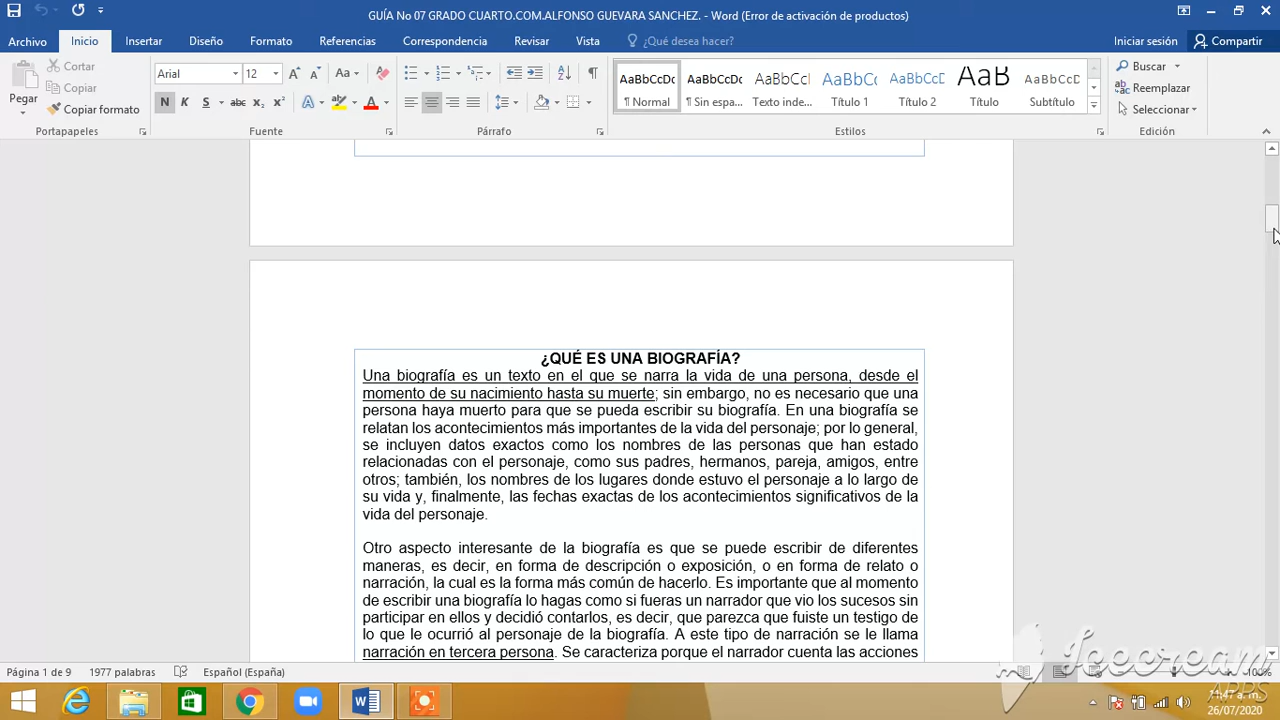 GUÍA No 07 GRADO CUARTO.COM.ALFONSO GUEVARA SANCHEZ. - Word (Error de activación de productos)
Archivo Inicio Insertar Diseño Formato Referencias Correspondencia Revisar Vista ¿Qué desea hacer? Iniciar sesión Compartir
Pegar
Cortar
Copiar
Copiar formato
Portapapeles
Arial 12 Aa
N K S abc x₂ x² A A
Fuente
Párrafo
AaBbCcDc AaBbCcDc AaBbCcI AaBbCc AaBbCcD AaB AaBbCcD
¶ Normal ¶ Sin espa... Texto inde... Título 1 Título 2 Título Subtítulo
Estilos
Buscar
Reemplazar
Seleccionar
Edición
¿QUÉ ES UNA BIOGRAFÍA?
Una biografía es un texto en el que se narra la vida de una persona, desde el
momento de su nacimiento hasta su muerte; sin embargo, no es necesario que una
persona haya muerto para que se pueda escribir su biografía. En una biografía se
relatan los acontecimientos más importantes de la vida del personaje; por lo general,
se incluyen datos exactos como los nombres de las personas que han estado
relacionadas con el personaje, como sus padres, hermanos, pareja, amigos, entre
otros; también, los nombres de los lugares donde estuvo el personaje a lo largo de
su vida y, finalmente, las fechas exactas de los acontecimientos significativos de la
vida del personaje.
Otro aspecto interesante de la biografía es que se puede escribir de diferentes
maneras, es decir, en forma de descripción o exposición, o en forma de relato o
narración, la cual es la forma más común de hacerlo. Es importante que al momento
de escribir una biografía lo hagas como si fueras un narrador que vio los sucesos sin
participar en ellos y decidió contarlos, es decir, que parezca que fuiste un testigo de
lo que le ocurrió al personaje de la biografía. A este tipo de narración se le llama
narración en tercera persona. Se caracteriza porque el narrador cuenta las acciones
Icecream
APPS
Página 1 de 9 1977 palabras Español (España) 100%
11:47 a. m.
26/07/2020